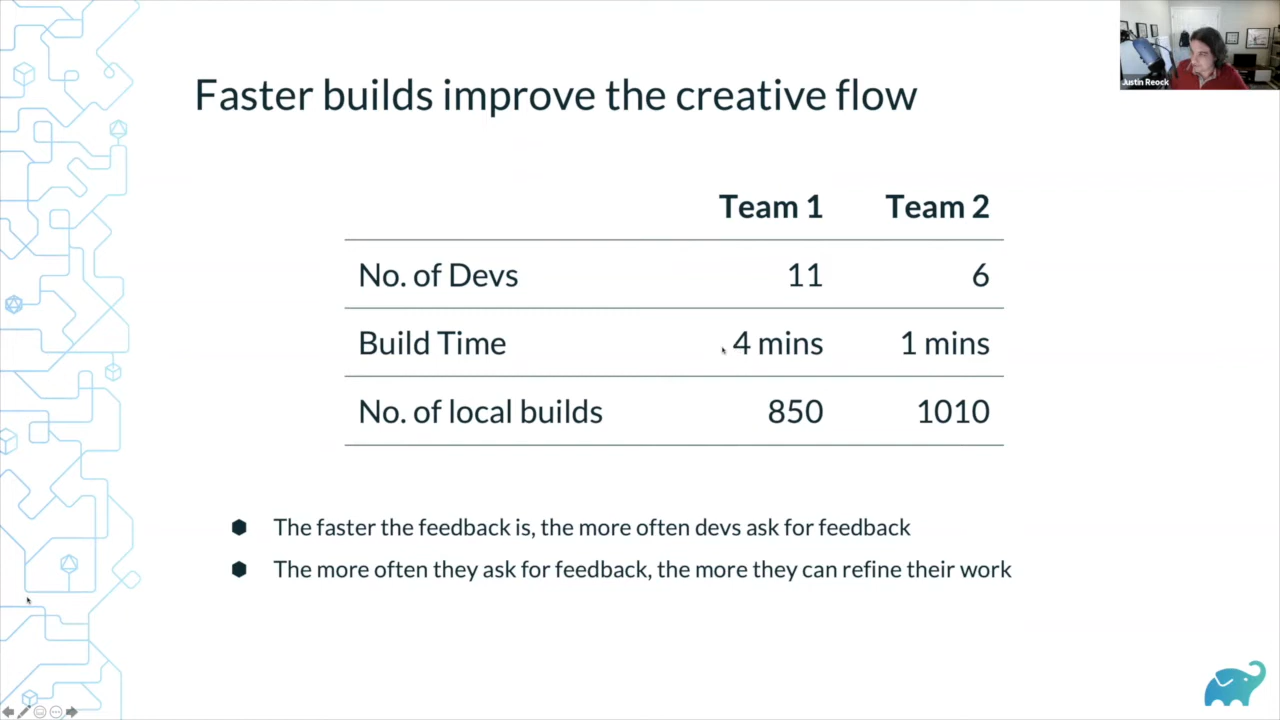 Justin Reock
Faster builds improve the creative flow
Team 1 Team 2
No. of Devs 11 6
Build Time 4 mins 1 mins
No. of local builds 850 1010
The faster the feedback is, the more often devs ask for feedback
The more often they ask for feedback, the more they can refine their work